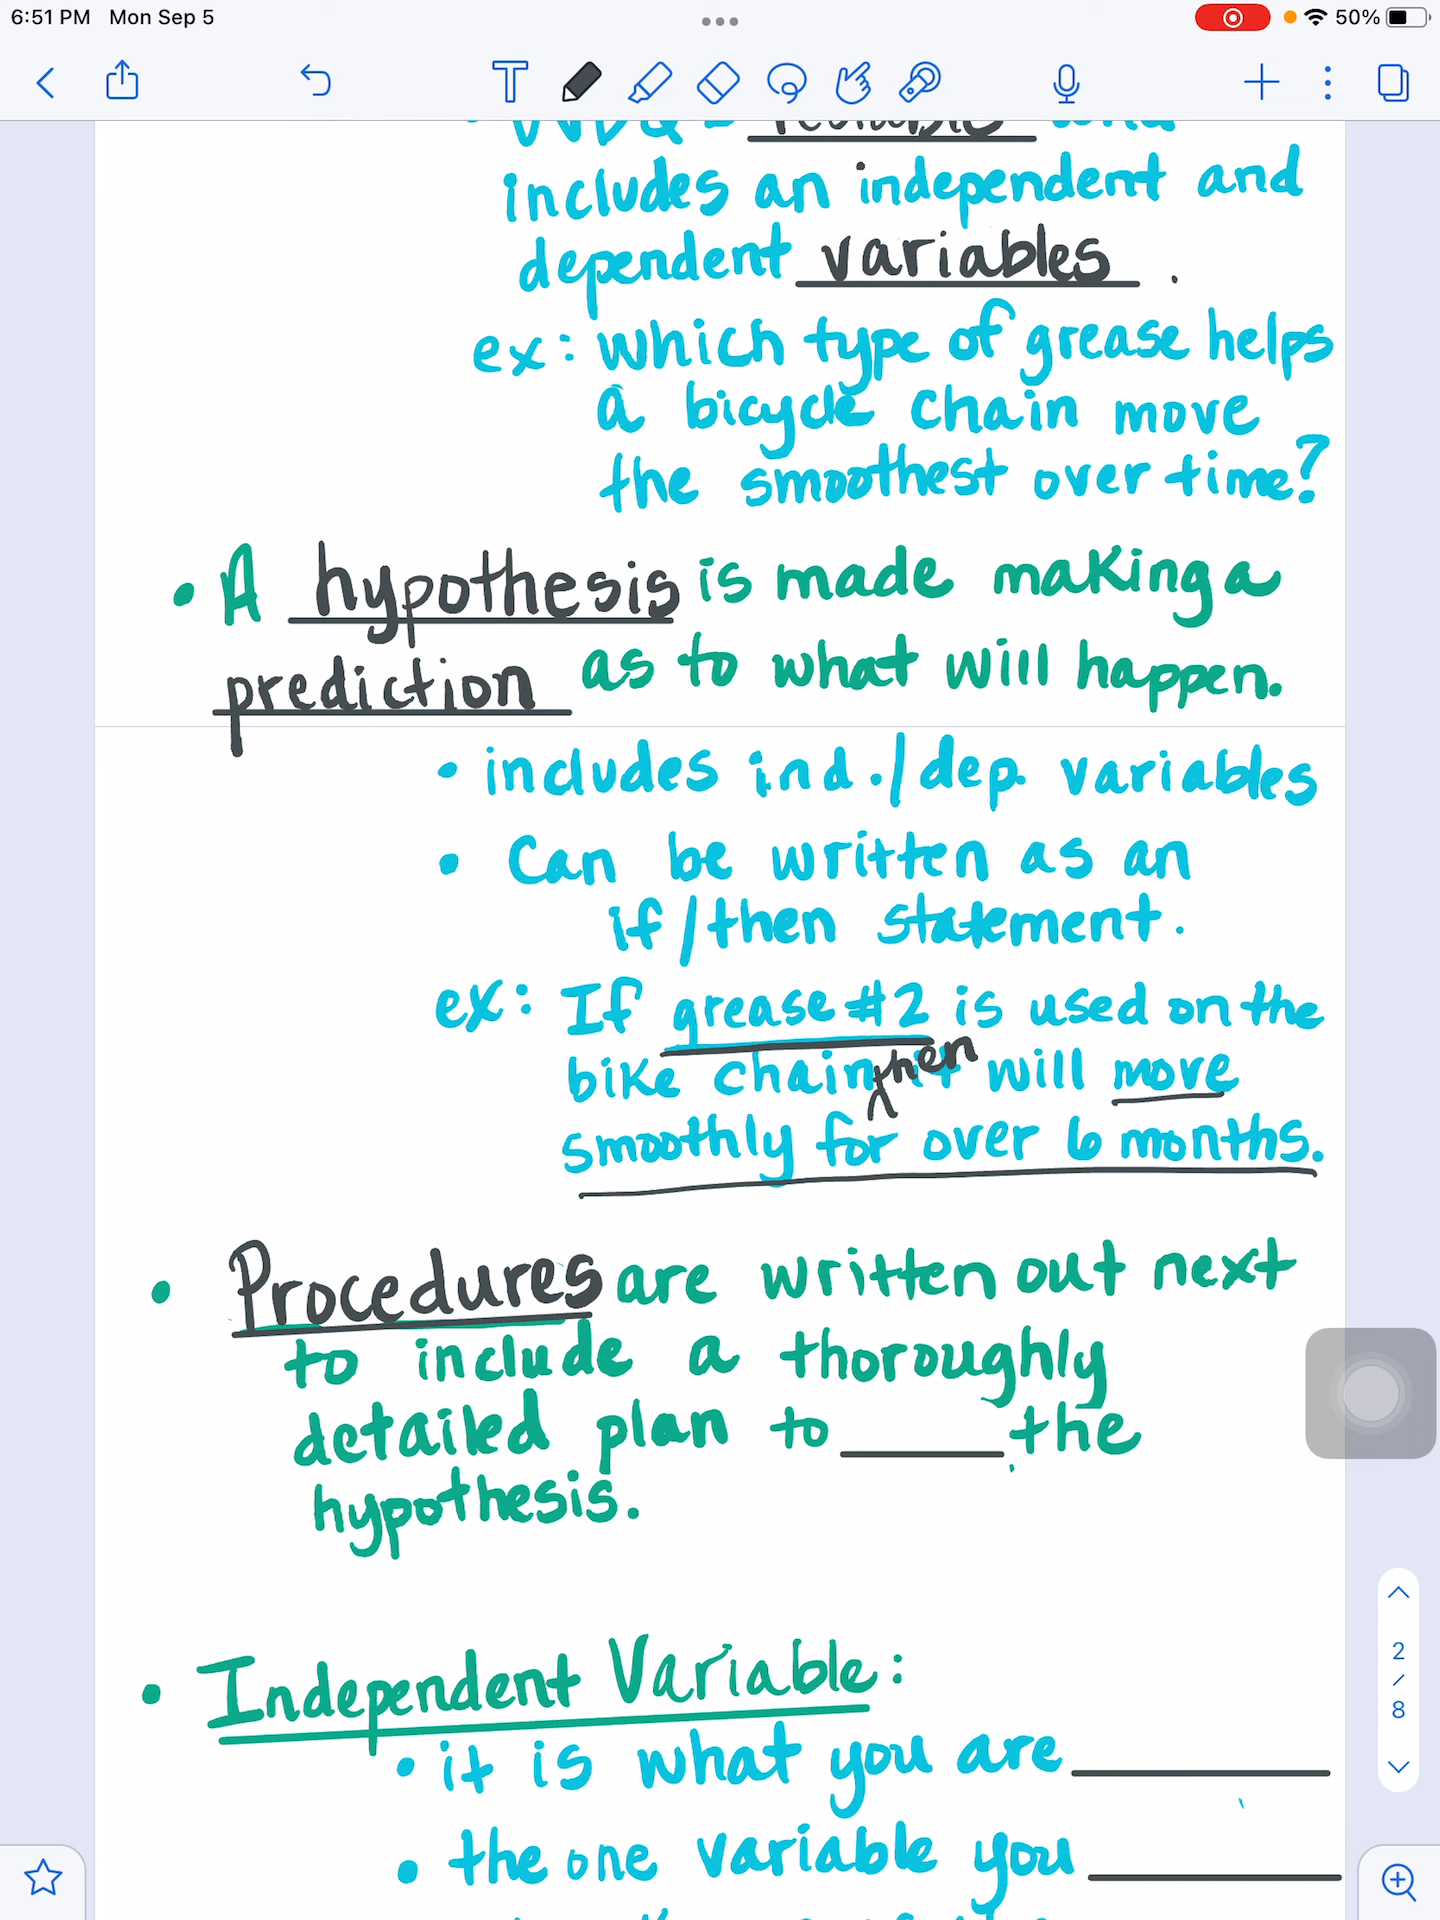 6:51 PM Mon Sep 5
50%
includes an independent and
dependent variables.
ex: which type of grease helps
a bicycle chain move
the smoothest over time?
• A hypothesis is made making a
prediction as to what will happen.
• includes ind./dep. variables
• Can be written as an
if/then statement.
ex: If grease #2 is used on the
bike chain then it will move
smoothly for over 6 months.
• Procedures are written out next
to include a thoroughly
detailed plan to ____ the
hypothesis.
• Independent Variable:
• it is what you are ____
• the one variable you ____
2
/
8